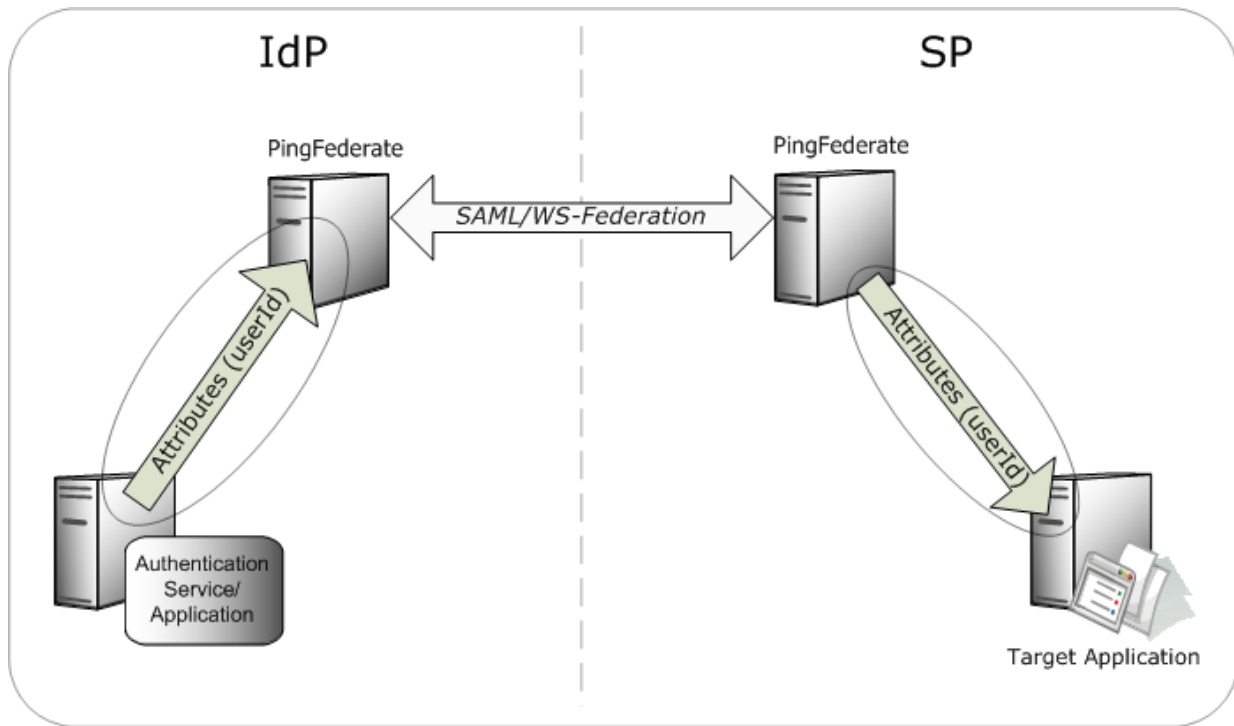 IdP
SP
PingFederate
PingFederate
SAML/WS-Federation
Attributes (userId)
Attributes (userId)
Authentication
Service/
Application
Target Application